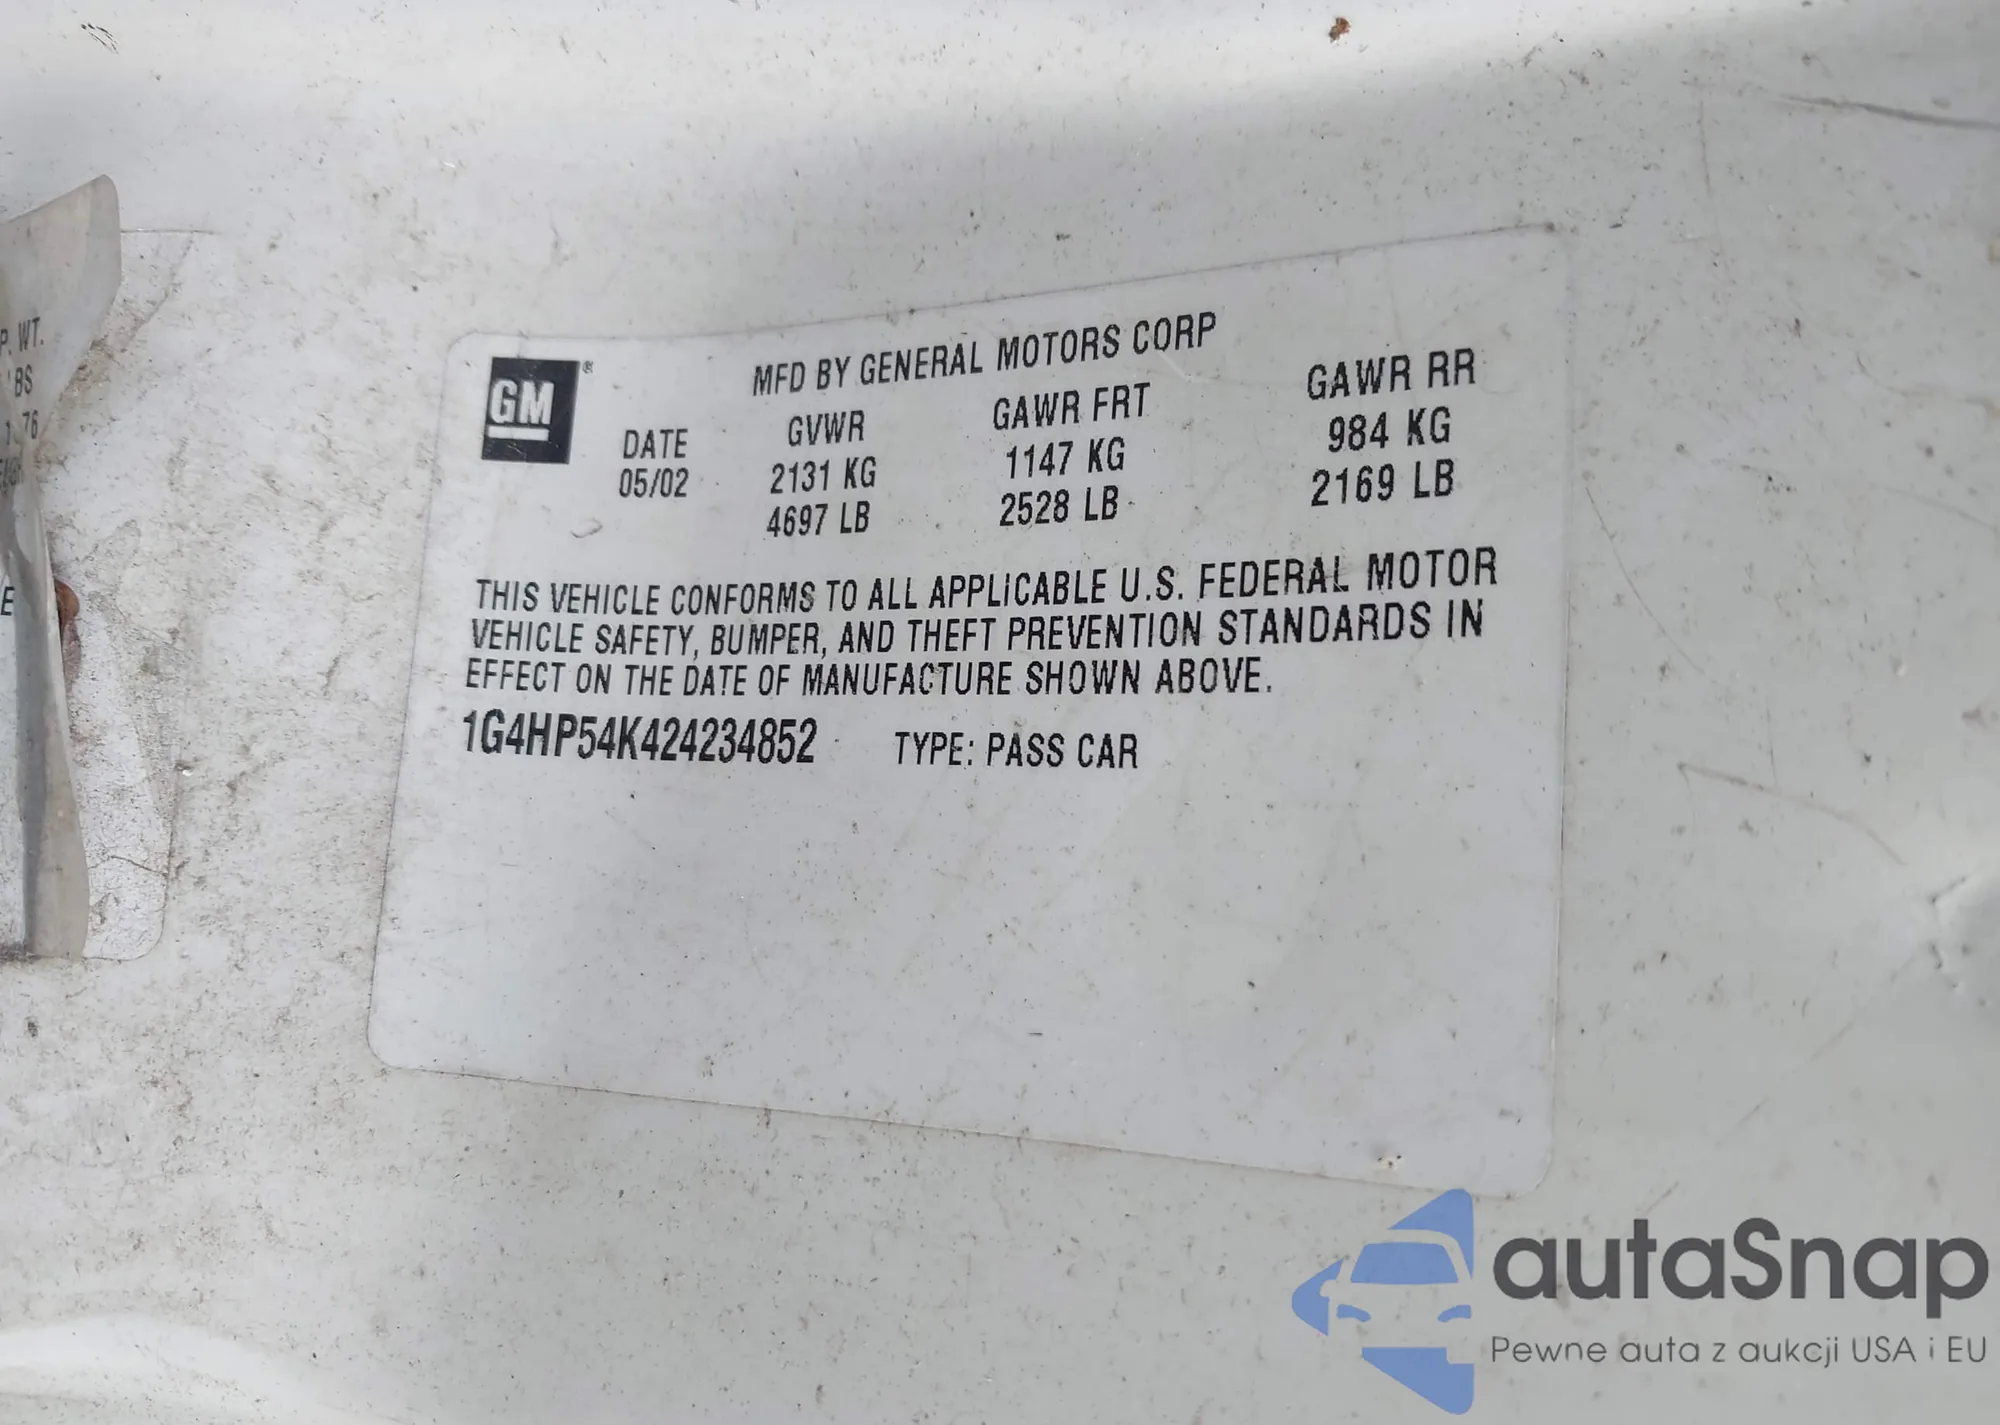 P. WT.
BS
76
E
GM®
MFD BY GENERAL MOTORS CORP
DATE GVWR GAWR FRT GAWR RR
05/02 2131 KG 1147 KG 984 KG
4697 LB 2528 LB 2169 LB
THIS VEHICLE CONFORMS TO ALL APPLICABLE U.S. FEDERAL MOTOR
VEHICLE SAFETY, BUMPER, AND THEFT PREVENTION STANDARDS IN
EFFECT ON THE DATE OF MANUFACTURE SHOWN ABOVE.
1G4HP54K424234852 TYPE: PASS CAR
autaSnap
Pewne auta z aukcji USA i EU